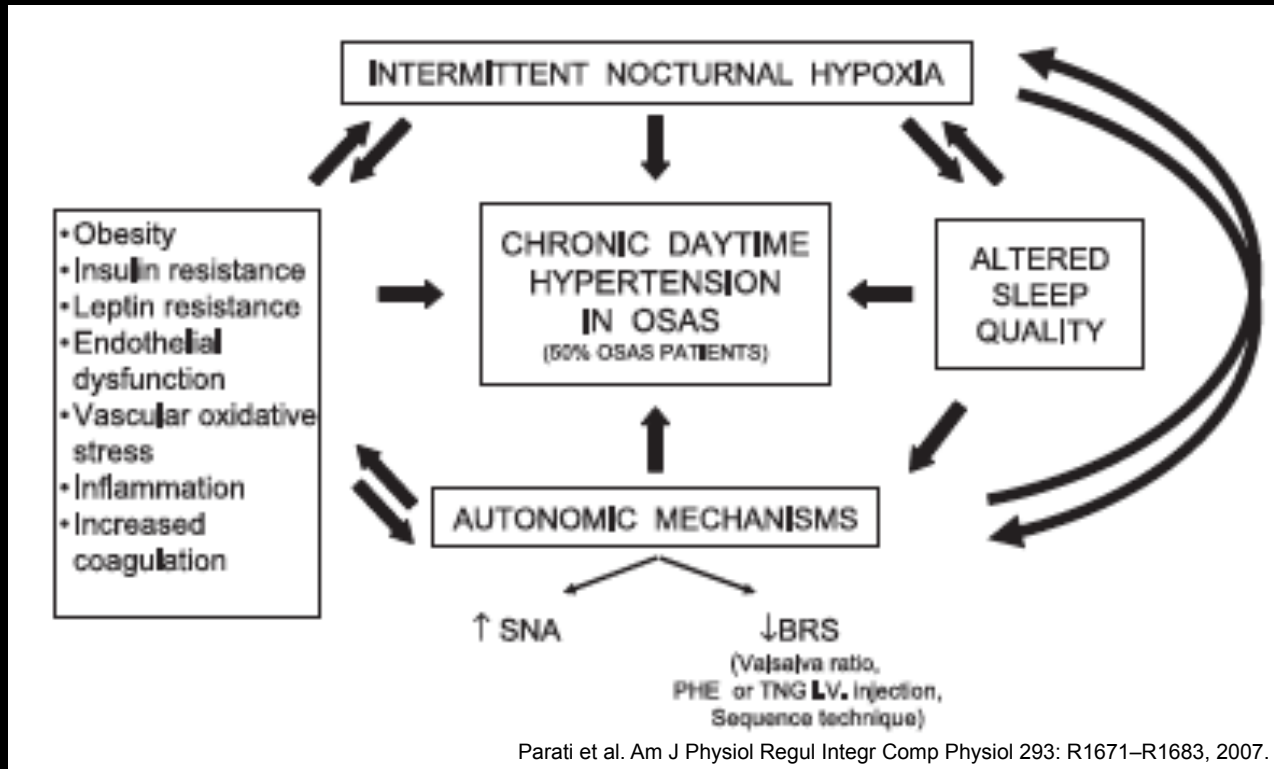 INTERMITTENT NOCTURNAL HYPOXIA
•Obesity
•Insulin resistance
•Leptin resistance
•Endothelial
dysfunction
•Vascular oxidative
stress
•Inflammation
•Increased
coagulation
CHRONIC DAYTIME
HYPERTENSION
IN OSAS
(50% OSAS PATIENTS)
ALTERED
SLEEP
QUALITY
AUTONOMIC MECHANISMS
↑ SNA
↓BRS
(Valsalva ratio,
PHE or TNG I.V. injection,
Sequence technique)
Parati et al. Am J Physiol Regul Integr Comp Physiol 293: R1671–R1683, 2007.